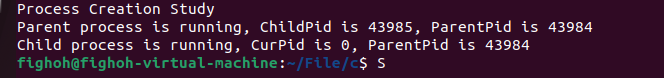 Process Creation Study
Parent process is running, ChildPid is 43985, ParentPid is 43984
Child process is running, CurPid is 0, ParentPid is 43984
fighoh@fighoh-virtual-machine:~/File/c$ S